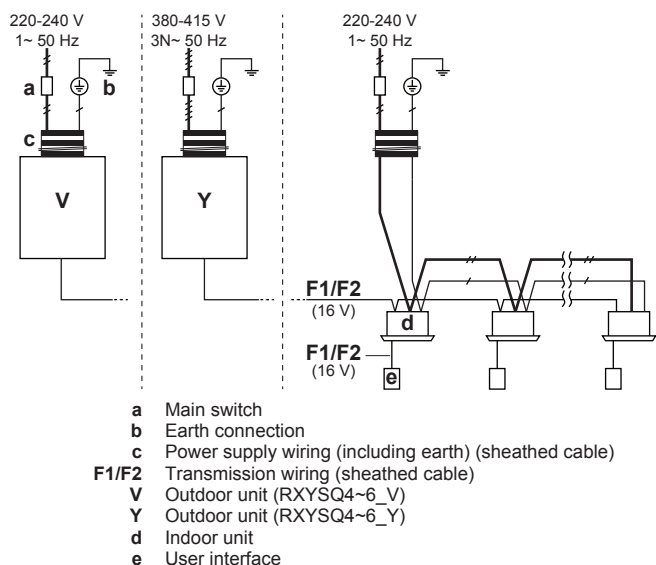 220-240 V
1~ 50 Hz
380-415 V
3N~ 50 Hz
220-240 V
1~ 50 Hz
a
b
c
V
Y
F1/F2
(16 V)
d
F1/F2
(16 V)
e
a Main switch
b Earth connection
c Power supply wiring (including earth) (sheathed cable)
F1/F2 Transmission wiring (sheathed cable)
V Outdoor unit (RXYSQ4~6_V)
Y Outdoor unit (RXYSQ4~6_Y)
d Indoor unit
e User interface